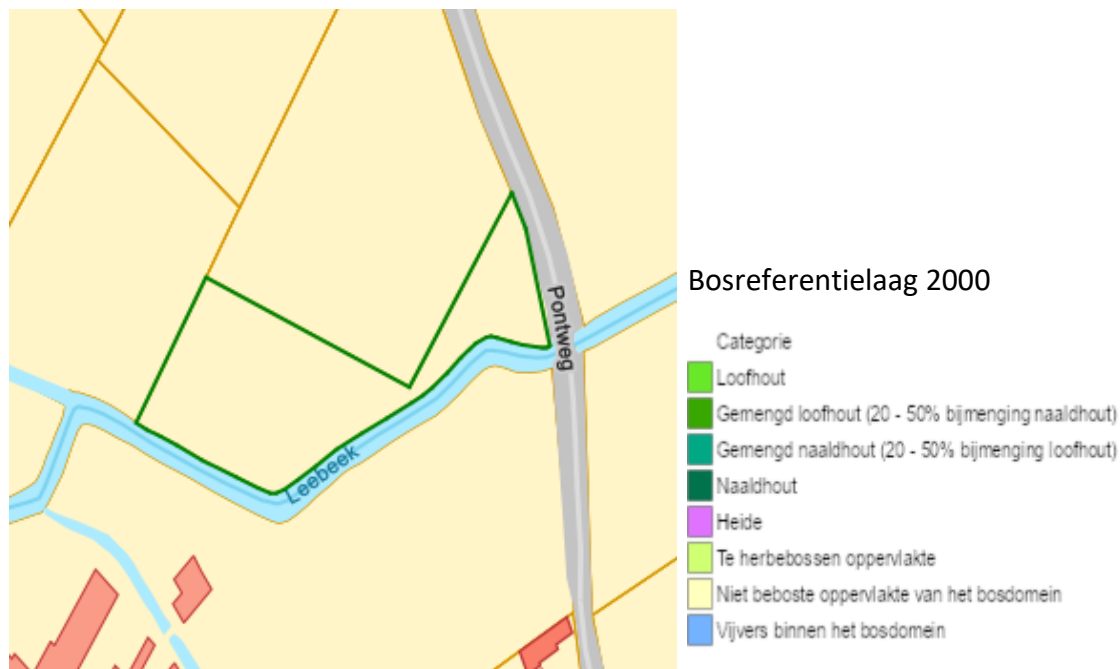 Pontweg
Leebeek
Bosreferentielaag 2000
Categorie
Loofhout
Gemengd loofhout (20 - 50% bijmenging naaldhout)
Gemengd naaldhout (20 - 50% bijmenging loofhout)
Naaldhout
Heide
Te herbebossen oppervlakte
Niet beboste oppervlakte van het bosdomein
Vijvers binnen het bosdomein